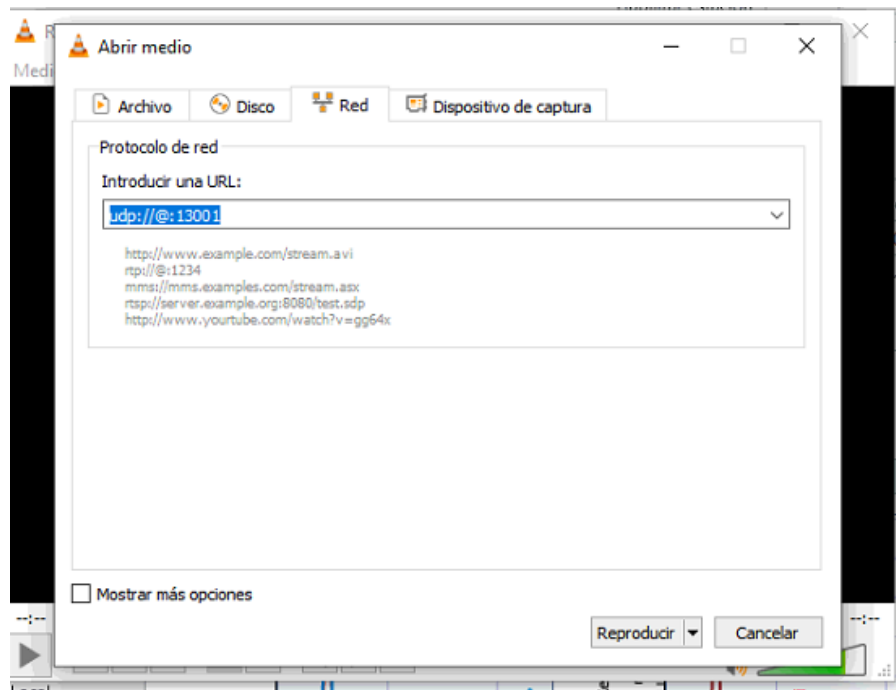 Abrir medio
Medi
Archivo Disco Red Dispositivo de captura
Protocolo de red
Introducir una URL:
udp://@:13001
http://www.example.com/stream.avi
rtp://@:1234
mms://mms.examples.com/stream.asx
rtsp://server.example.org:8080/test.sdp
http://www.yourtube.com/watch?v=gg64x
Mostrar más opciones
--:-- --:--
Reproducir Cancelar